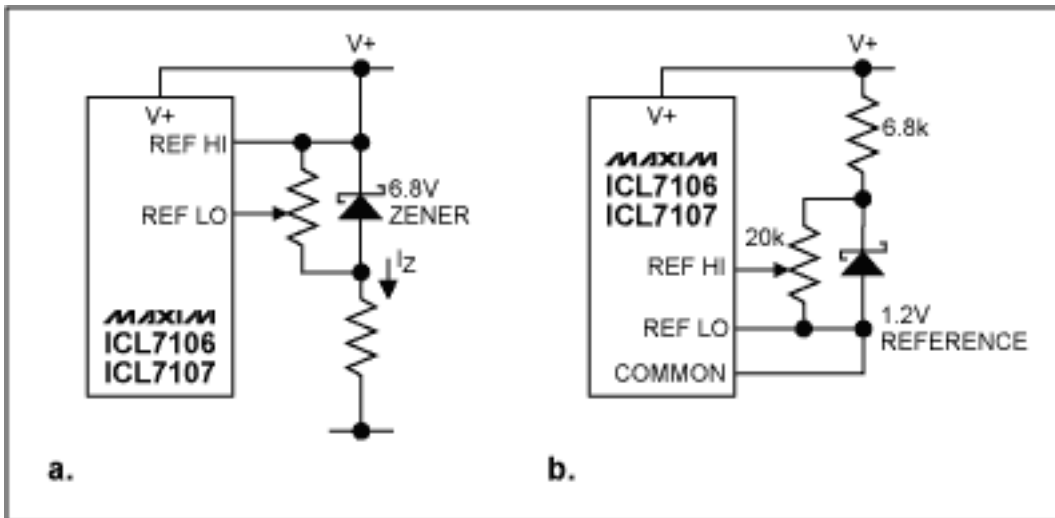 V+
V+
REF HI
6.8V
ZENER
REF LO
IZ
MAXIM
ICL7106
ICL7107
a.
V+
V+
6.8k
MAXIM
ICL7106
ICL7107
20k
REF HI
1.2V
REFERENCE
REF LO
COMMON
b.